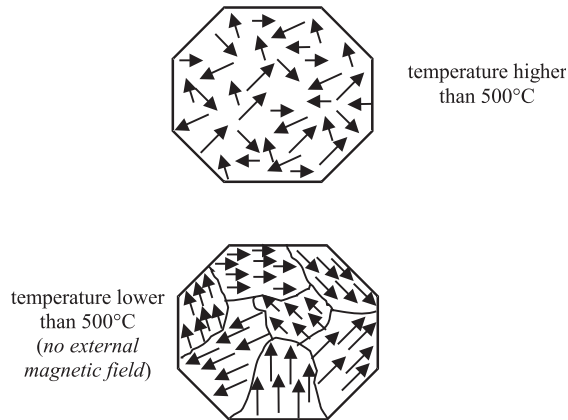 temperature higher
than 500°C
temperature lower
than 500°C
(no external
magnetic field)